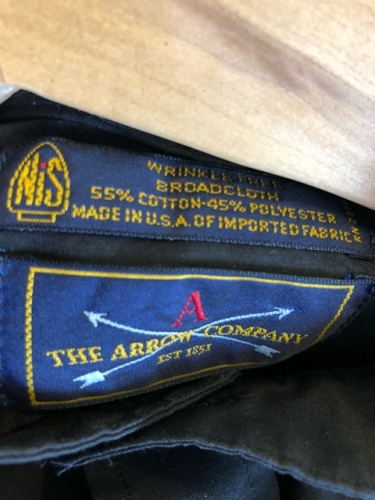 NiS
WRINKLE FREE
BROADCLOTH
55% COTTON-45% POLYESTER
MADE IN U.S.A. OF IMPORTED FABRIC
A
THE ARROW COMPANY
EST 1851